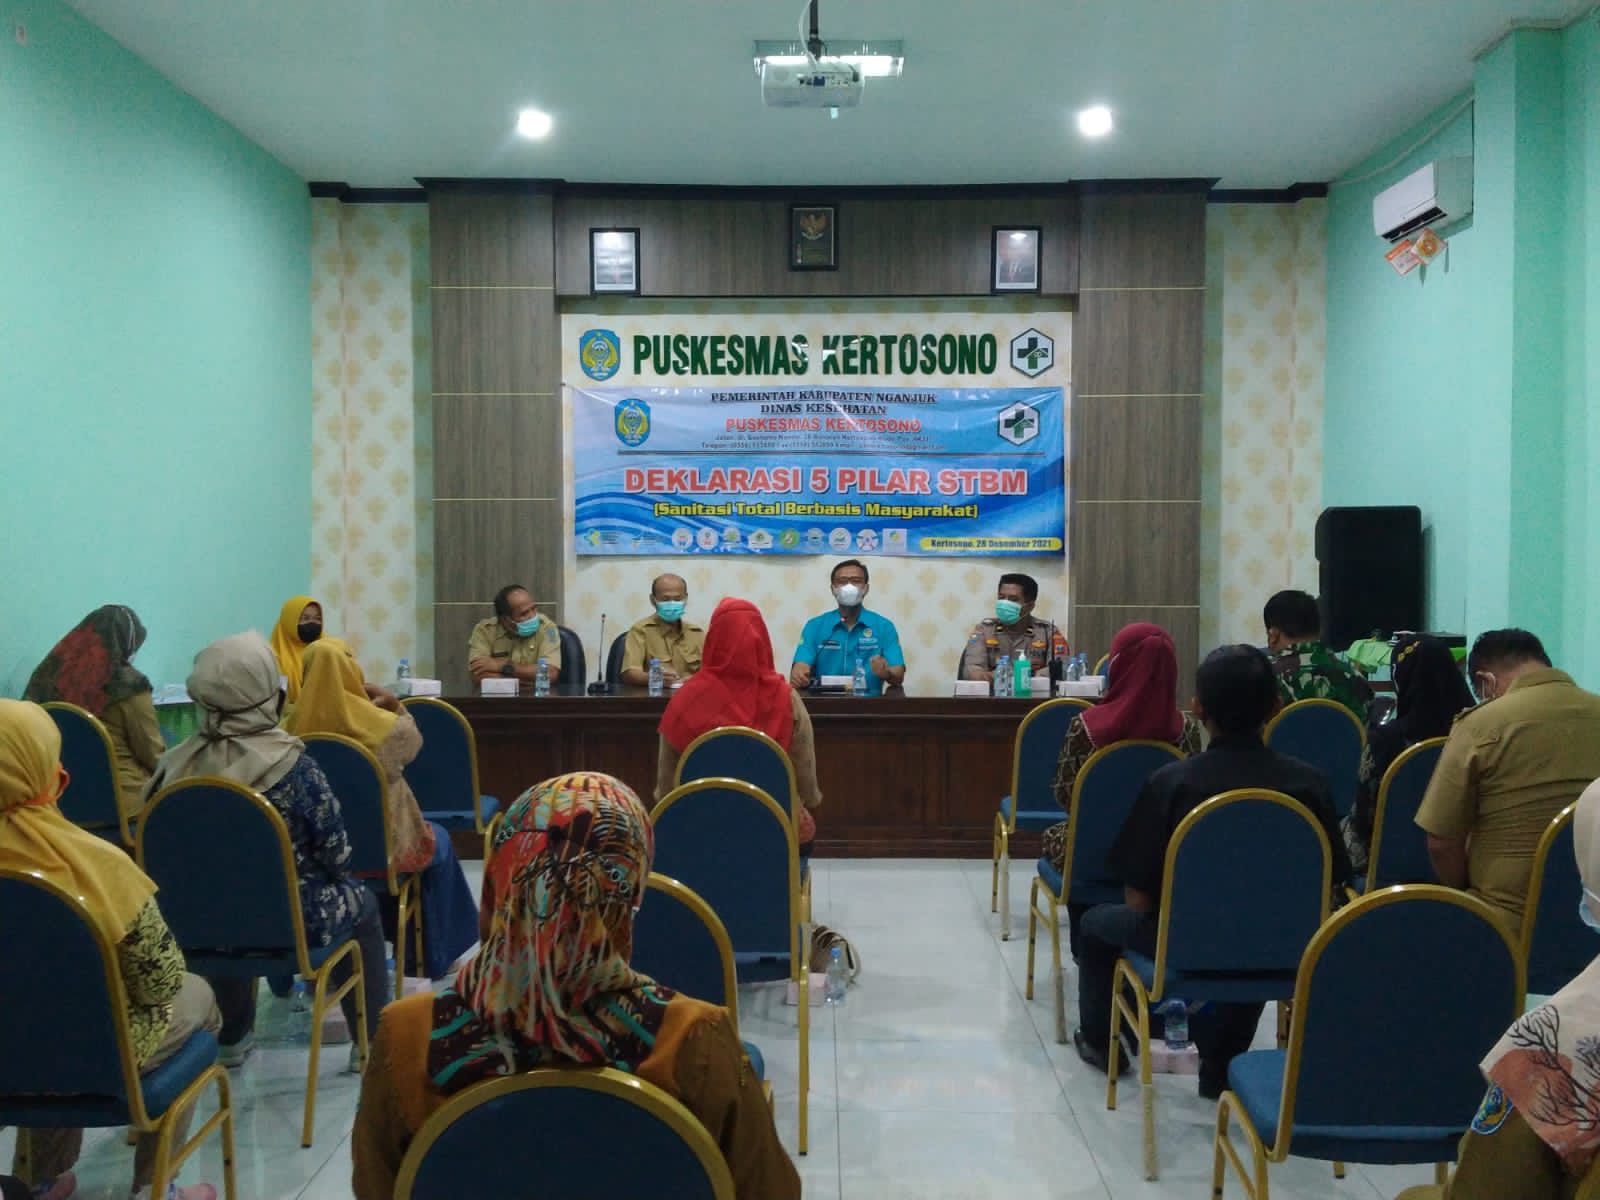 PUSKESMAS KERTOSONO
PEMERINTAH KABUPATEN NGANJUK
DINAS KESEHATAN
PUSKESMAS KERTOSONO
DEKLARASI 5 PILAR STBM
(Sanitasi Total Berbasis Masyarakat)
Kertosono, 28 Desember 2021